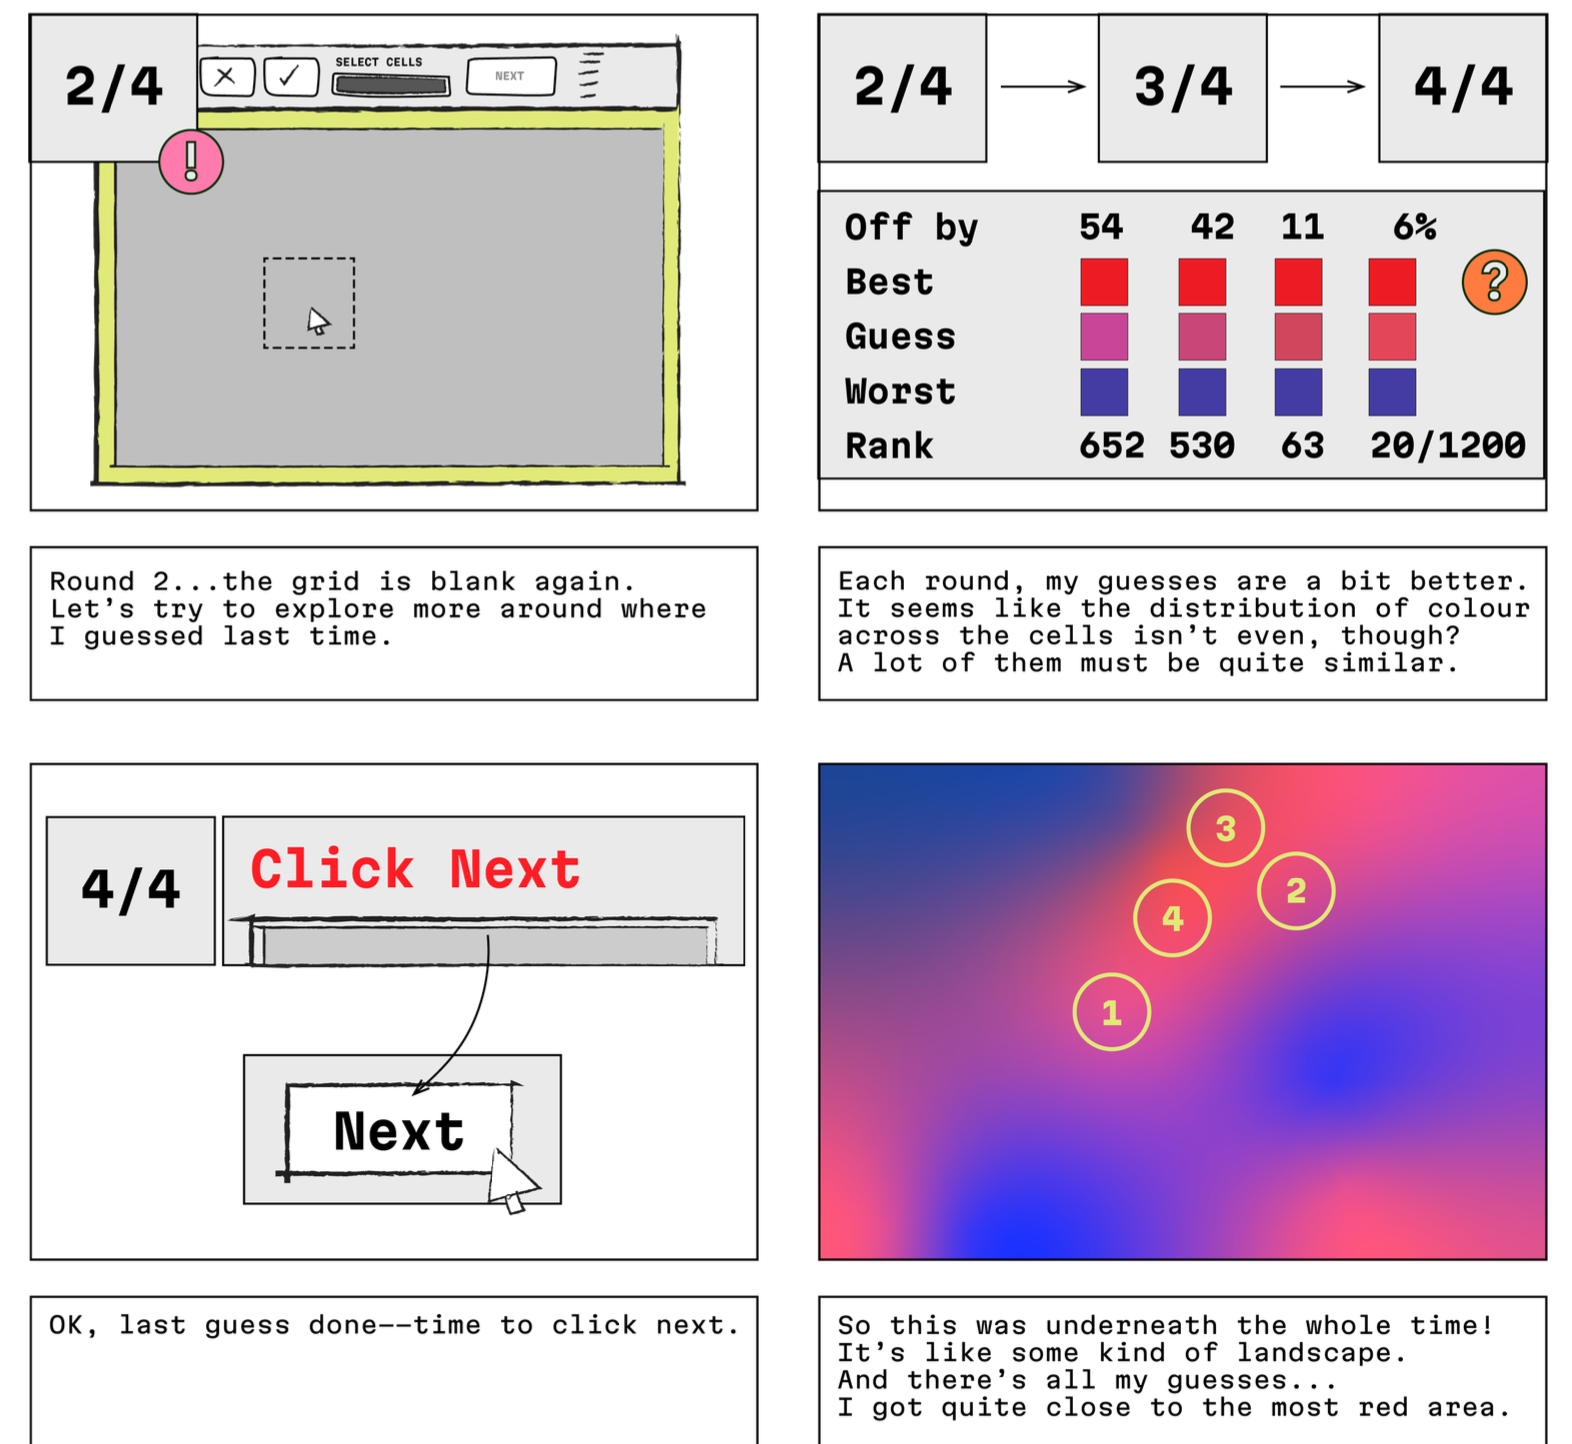 2/4
SELECT CELLS
NEXT
!
Round 2...the grid is blank again.
Let's try to explore more around where
I guessed last time.
2/4 3/4 4/4
Off by 54 42 11 6%
Best ?
Guess
Worst
Rank 652 530 63 20/1200
Each round, my guesses are a bit better.
It seems like the distribution of colour
across the cells isn't even, though?
A lot of them must be quite similar.
4/4
Click Next
Next
OK, last guess done--time to click next.
3
2
4
1
So this was underneath the whole time!
It's like some kind of landscape.
And there's all my guesses...
I got quite close to the most red area.